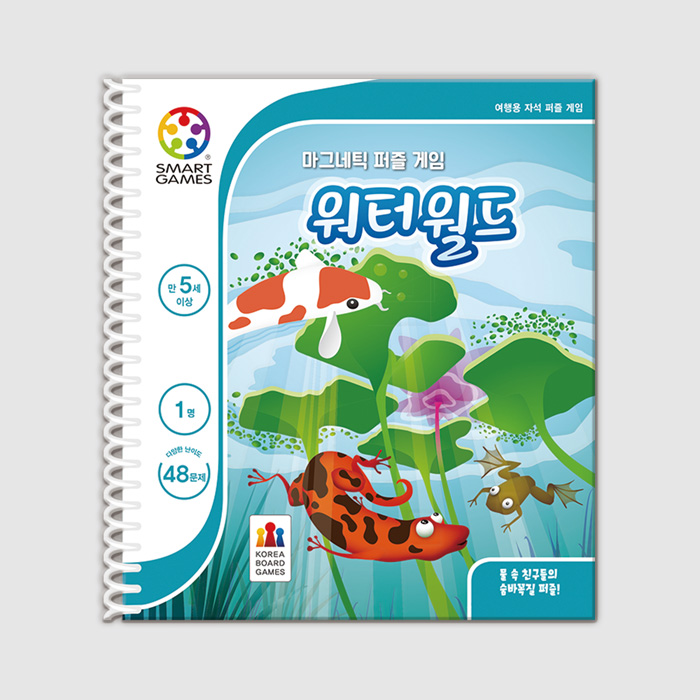 여행용 자석 퍼즐 게임
SMART
GAMES
®
마그네틱 퍼즐 게임
워터월드
만 5세
이상
1명
다양한 난이도
48문제
KOREA
BOARD
GAMES
물 속 친구들의
숨바꼭질 퍼즐!